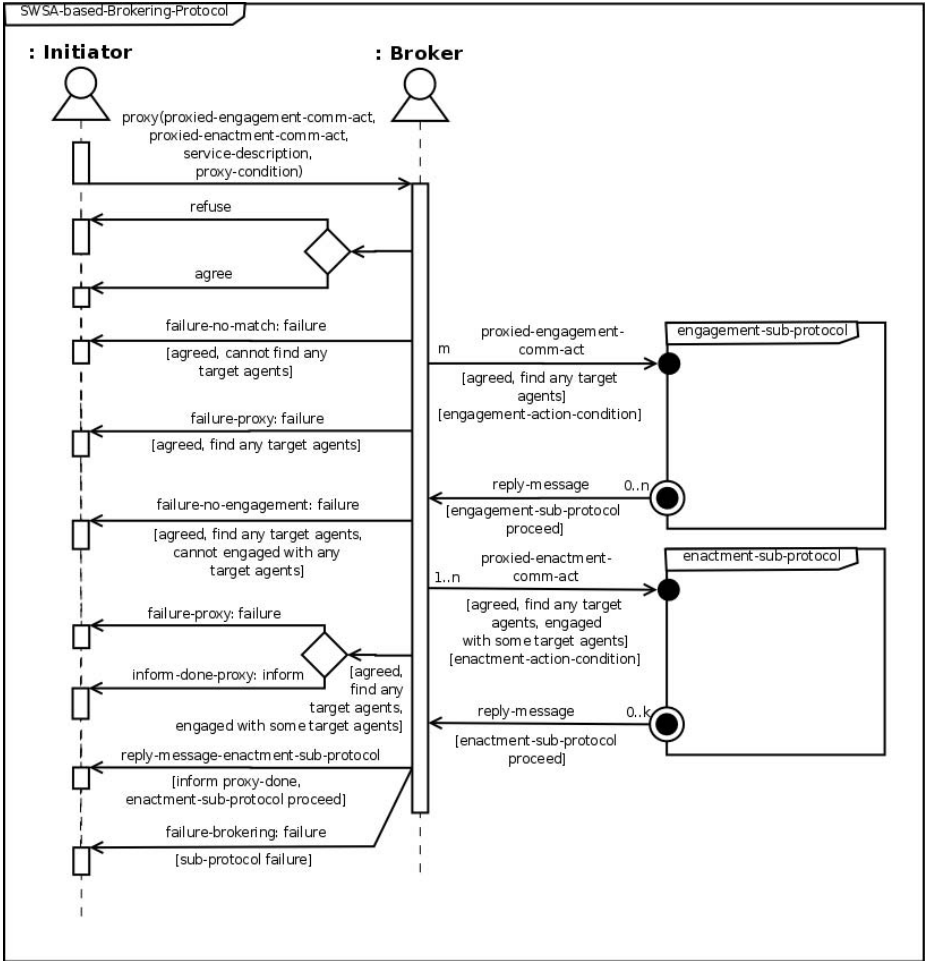 SWSA-based-Brokering-Protocol
: Initiator
: Broker
proxy(proxied-engagement-comm-act,
proxied-enactment-comm-act,
service-description,
proxy-condition)
refuse
agree
failure-no-match: failure
[agreed, cannot find any
target agents]
m
proxied-engagement-
comm-act
[agreed, find any target
agents]
[engagement-action-condition]
engagement-sub-protocol
failure-proxy: failure
[agreed, find any target agents]
reply-message
0..n
[engagement-sub-protocol
proceed]
failure-no-engagement: failure
[agreed, find any target agents,
cannot engaged with any
target agents]
proxied-enactment-
comm-act
1..n
[agreed, find any target
agents, engaged
with some target agents]
[enactment-action-condition]
enactment-sub-protocol
failure-proxy: failure
inform-done-proxy: inform
[agreed,
find any
target agents,
engaged with some target agents]
reply-message
0..k
[enactment-sub-protocol
proceed]
reply-message-enactment-sub-protocol
[inform proxy-done,
enactment-sub-protocol proceed]
failure-brokering: failure
[sub-protocol failure]